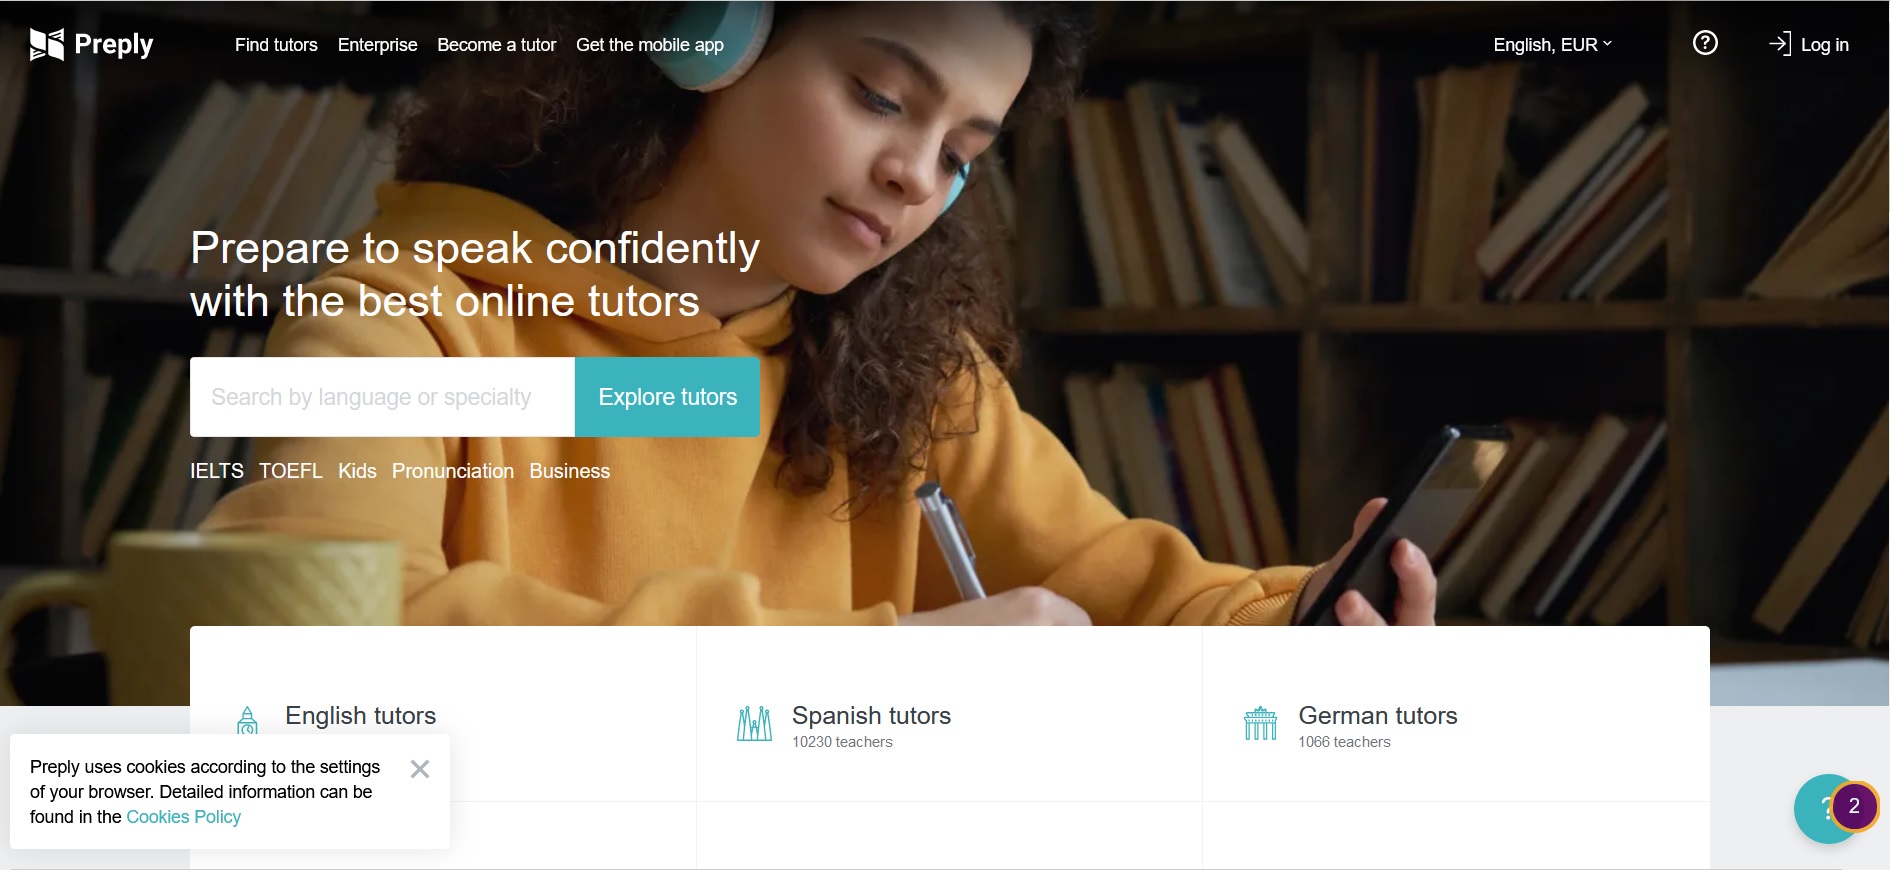 Preply
Find tutors
Enterprise
Become a tutor
Get the mobile app
English, EUR
?
Log in
Prepare to speak confidently
with the best online tutors
Search by language or specialty
Explore tutors
IELTS
TOEFL
Kids
Pronunciation
Business
English tutors
Spanish tutors
10230 teachers
German tutors
1066 teachers
Preply uses cookies according to the settings
of your browser. Detailed information can be
found in the Cookies Policy
?
2